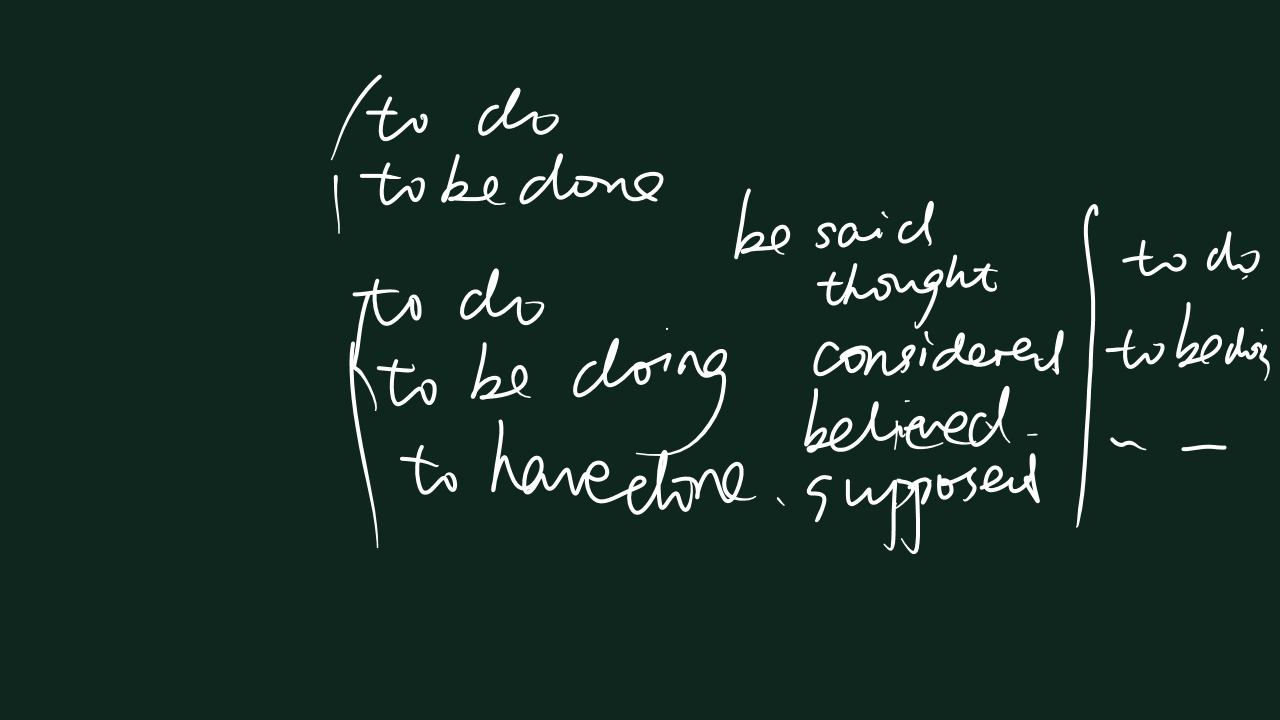 to do
to be done
to do
to be doing
to have done
be said
thought
considered
believed
supposed
to do
to be doing
~ —